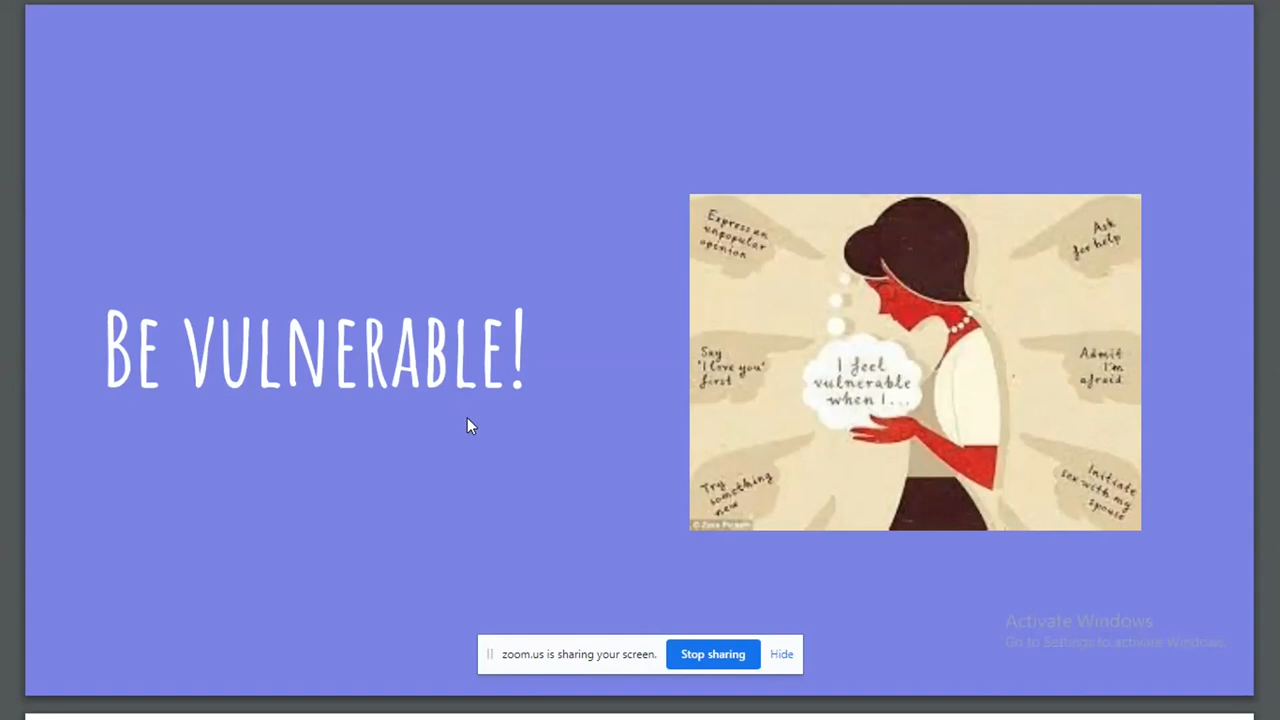 Be vulnerable!
Express an
unpopular
opinion
Ask
for help
Say
'I love you'
first
I feel
vulnerable
when I...
Admit
I'm
afraid
Try
something
new
Initiate
sex with my
spouse
Activate Windows
Go to Settings to activate Windows.
zoom.us is sharing your screen.
Stop sharing
Hide